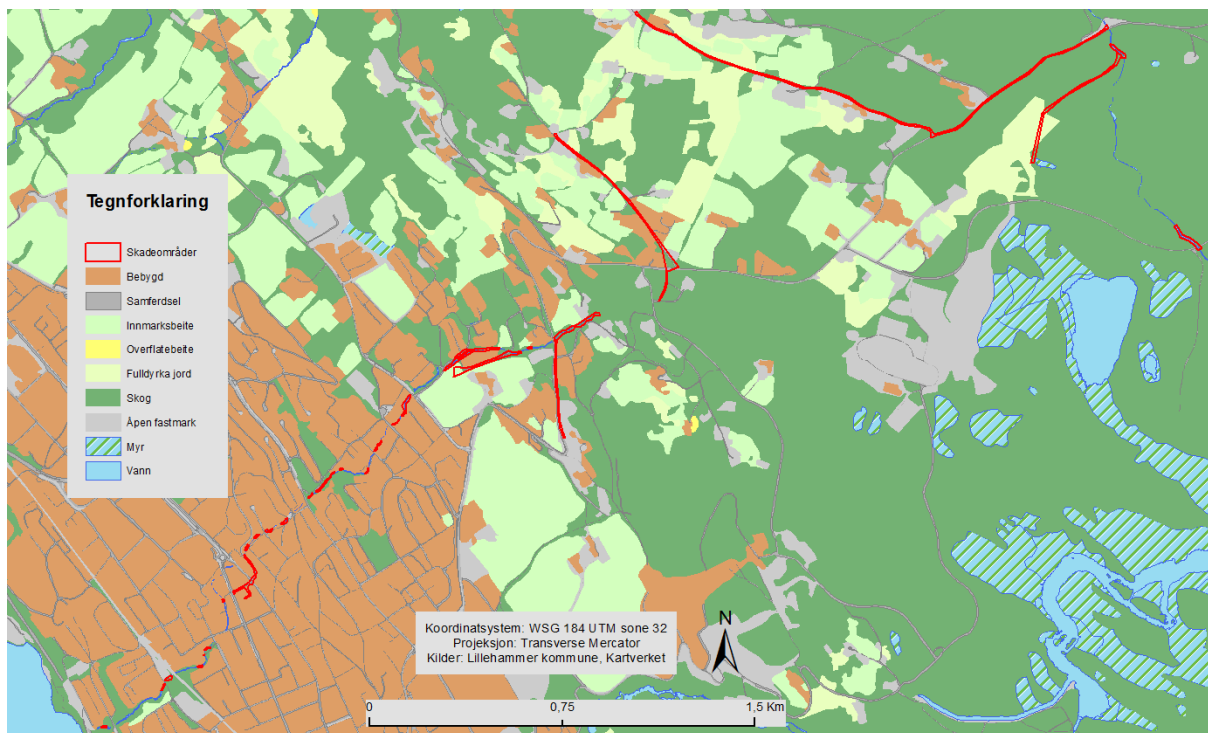 Tegnforklaring
Skadeområder
Bebygd
Samferdsel
Innmarksbeite
Overflatebeite
Fulldyrka jord
Skog
Åpen fastmark
Myr
Vann
Koordinatsystem: WSG 184 UTM sone 32
Projeksjon: Transverse Mercator
Kilder: Lillehammer kommune, Kartverket
N
0 0,75 1,5 Km